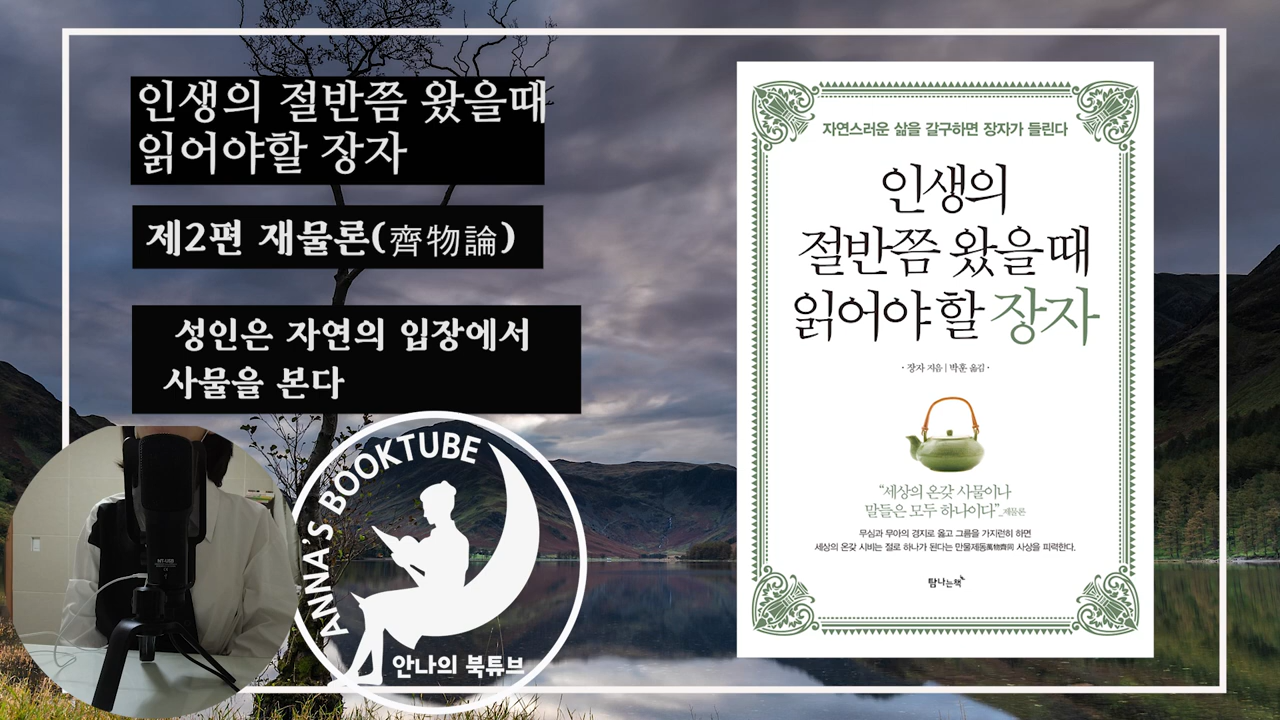 인생의 절반쯤 왔을때
읽어야할 장자
제2편 재물론(齊物論)
성인은 자연의 입장에서
사물을 본다
ANNA'S BOOKTUBE
안나의 북튜브
자연스러운 삶을 갈구하면 장자가 들린다
인생의
절반쯤 왔을 때
읽어야 할 장자
· 장자 지음 | 박훈 옮김 ·
“세상의 온갖 사물이나
말들은 모두 하나이다”_제물론
무심과 무아의 경지로 옳고 그름을 가지런히 하면
세상의 온갖 시비는 절로 하나가 된다는 만물제동萬物齊同 사상을 피력한다.
탐나는책